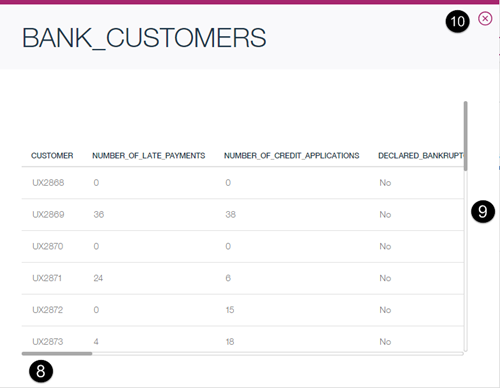 10
BANK_CUSTOMERS
CUSTOMER NUMBER_OF_LATE_PAYMENTS NUMBER_OF_CREDIT_APPLICATIONS DECLARED_BANKRUPT
UX2868 0 0 No
UX2869 36 38 No
9
UX2870 0 0 No
UX2871 24 6 No
UX2872 0 15 No
UX2873 4 18 No
8